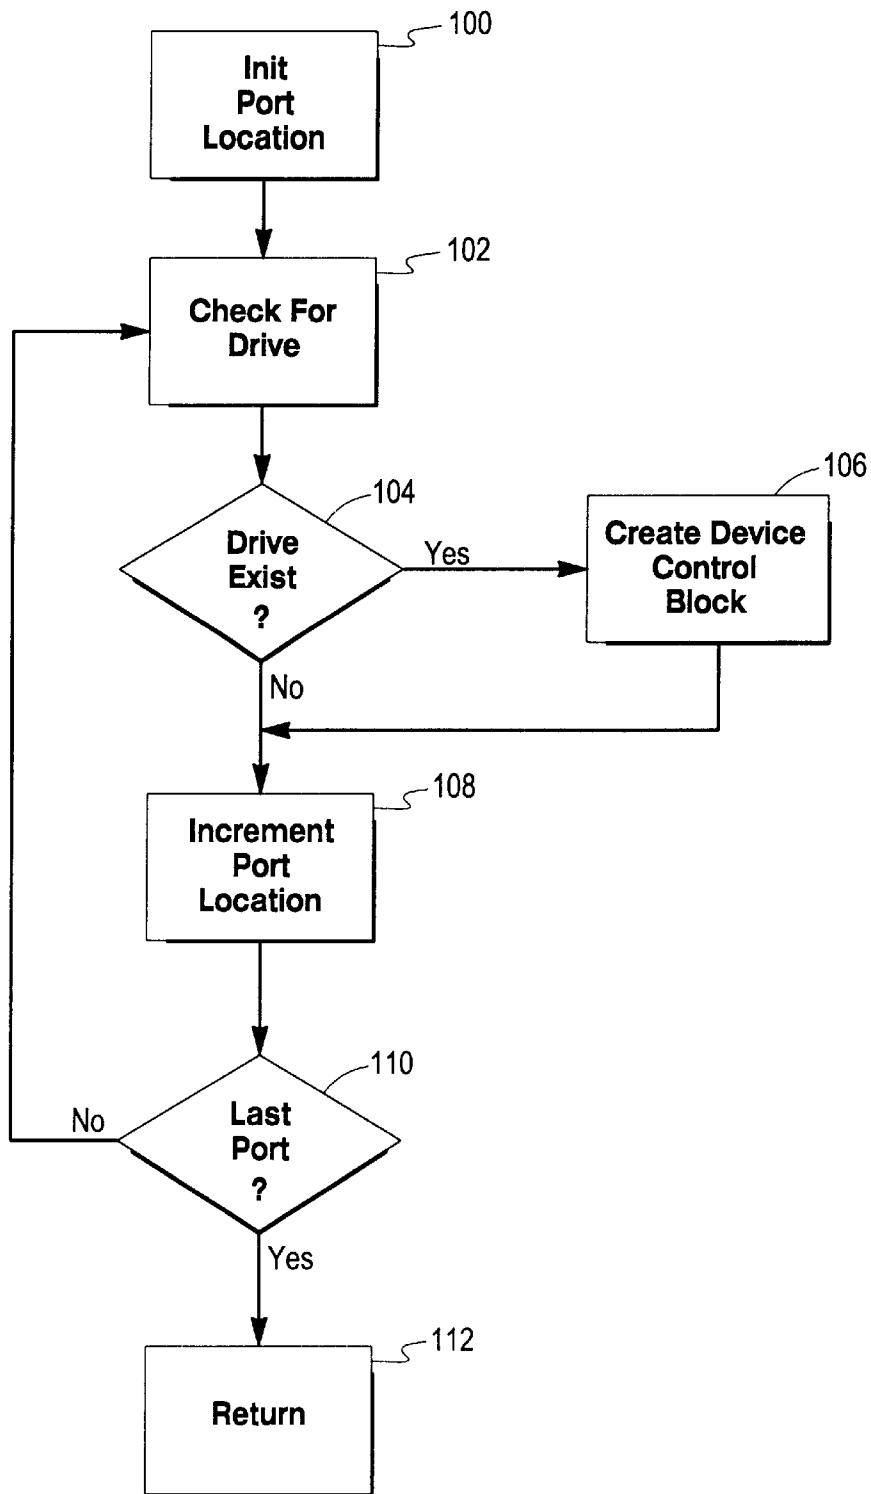 100
Init
Port
Location
102
Check For
Drive
104
Drive
Exist
?
Yes
106
Create Device
Control
Block
No
108
Increment
Port
Location
110
Last
Port
?
No
Yes
112
Return